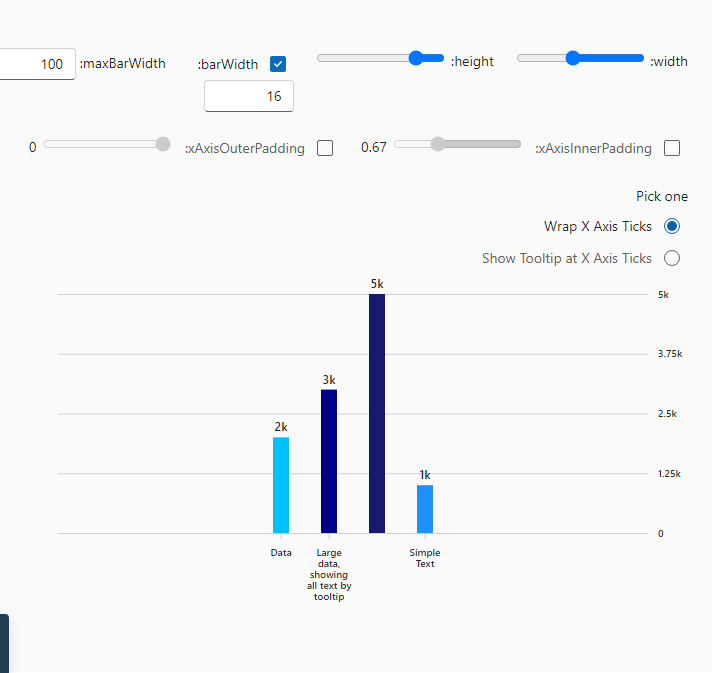 100
:maxBarWidth
:barWidth
16
:height
:width
0
:xAxisOuterPadding
0.67
:xAxisInnerPadding
Pick one
Wrap X Axis Ticks
Show Tooltip at X Axis Ticks
5k
5k
3.75k
3k
2k
2.5k
1k
1.25k
0
Data
Large
data,
showing
all text by
tooltip
Simple
Text